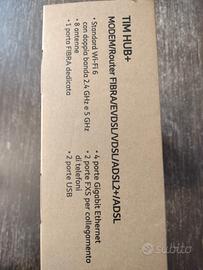 TIM HUB+
MODEM/Router FIBRA/EVDSL/VDSL/ADSL2+/ADSL
• Standard Wi-Fi 6
con doppia banda 2.4 GHz e 5 GHz
• 8 antenne
• 1 porta FIBRA dedicata
• 4 porte Gigabit Ethernet
• 2 porte FXS per collegamento
di telefoni
• 2 porte USB
subito